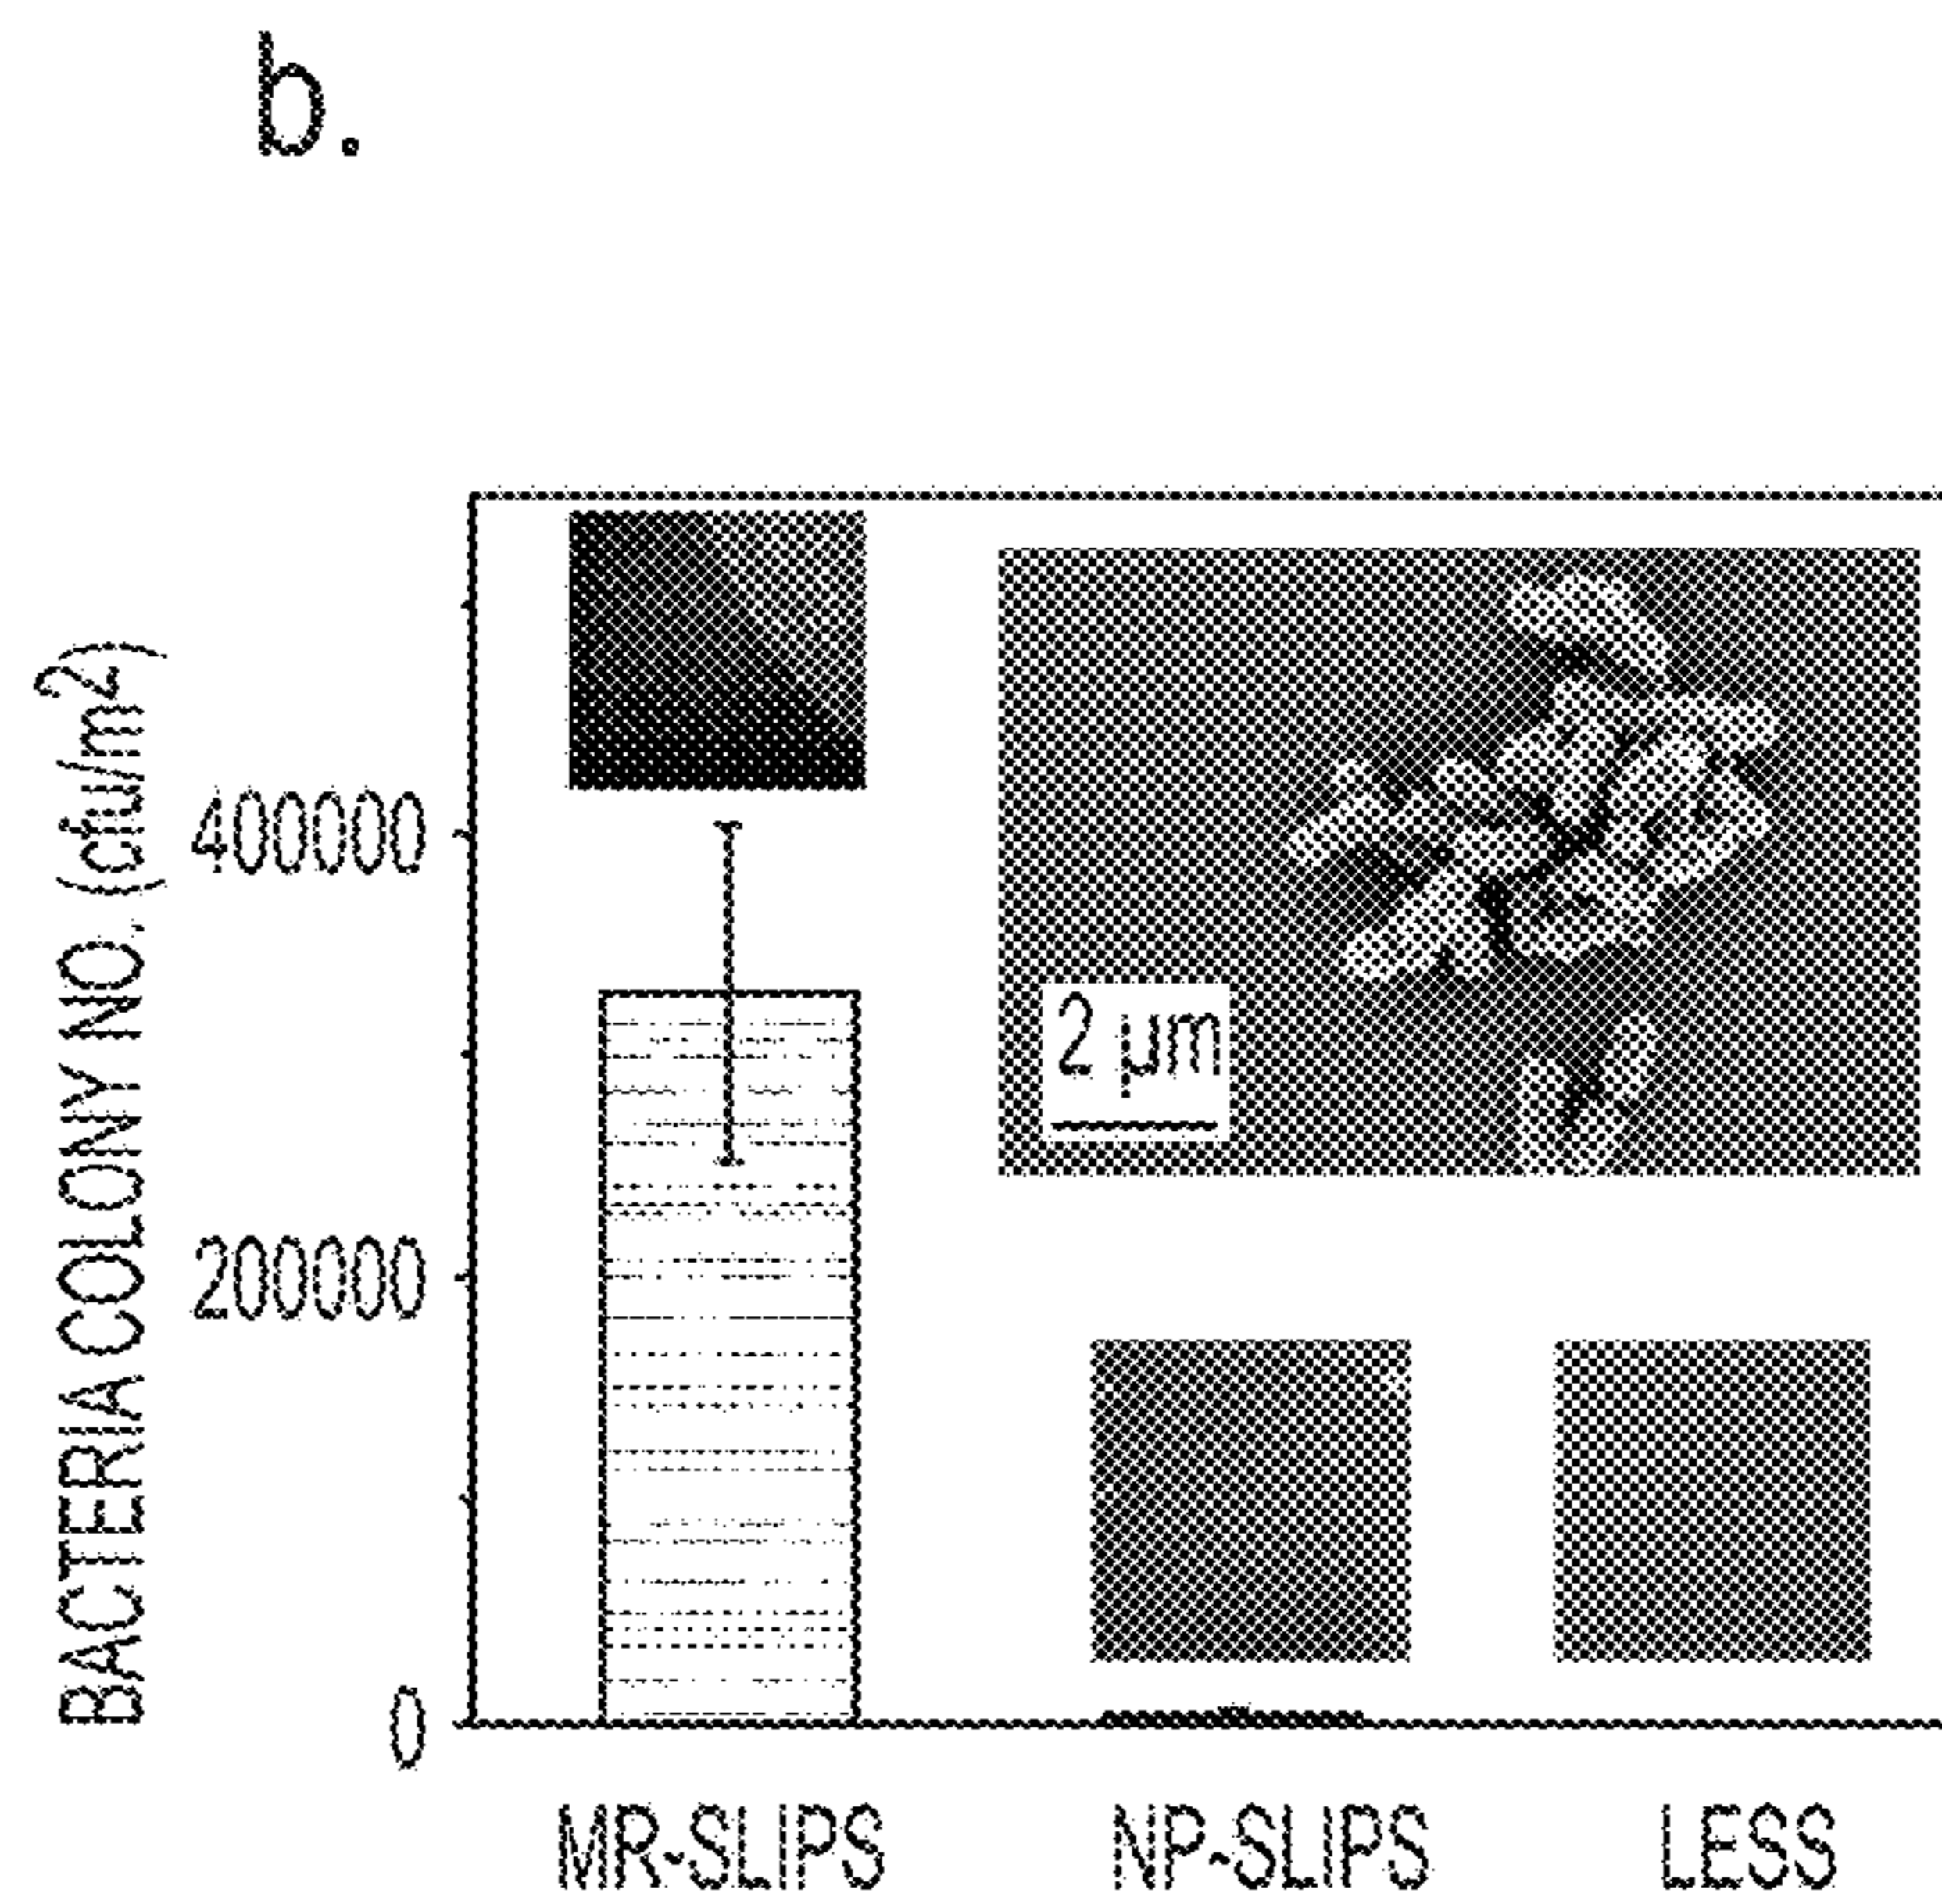 b.
BACTERIA COLONY NO. (cfu/m²)
400000
200000
0
2 µm
MR-SLIPS
NP-SLIPS
LESS